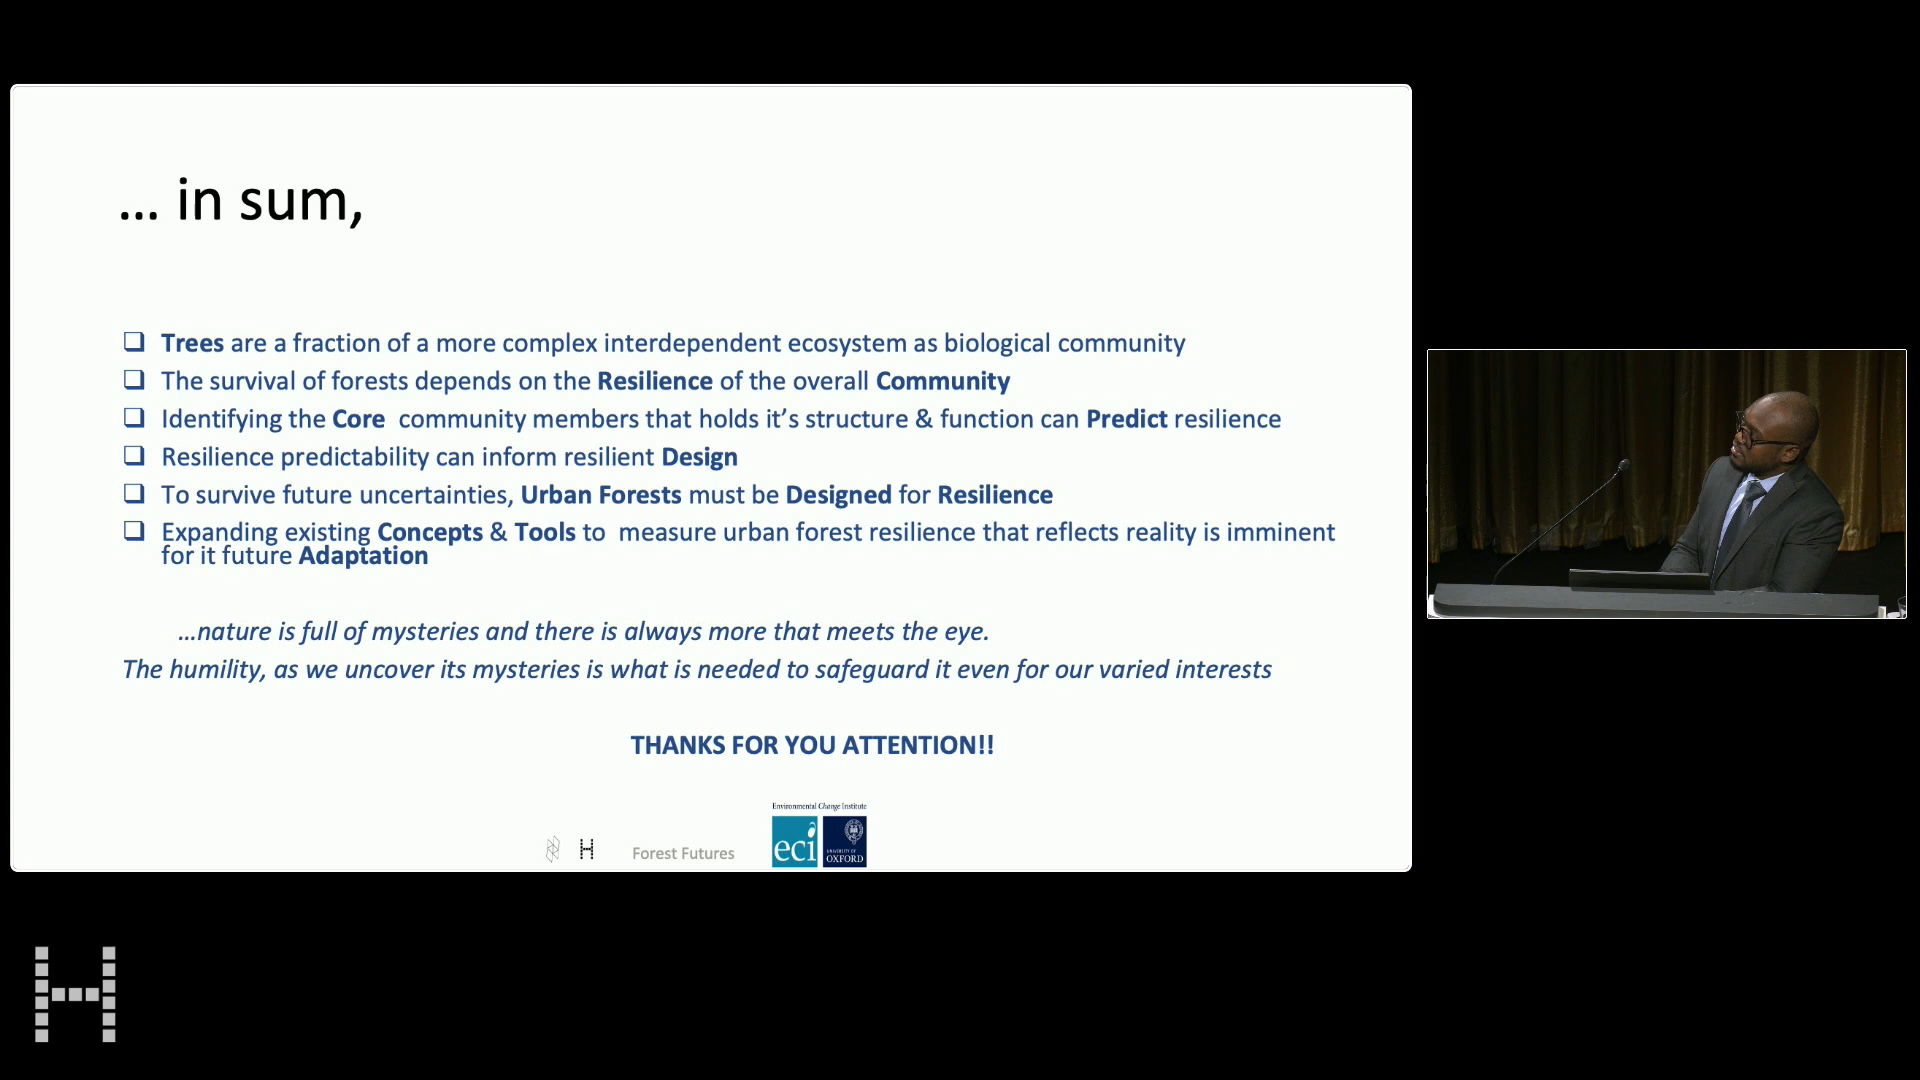 ... in sum,
❑ Trees are a fraction of a more complex interdependent ecosystem as biological community
❑ The survival of forests depends on the Resilience of the overall Community
❑ Identifying the Core community members that holds it's structure & function can Predict resilience
❑ Resilience predictability can inform resilient Design
❑ To survive future uncertainties, Urban Forests must be Designed for Resilience
❑ Expanding existing Concepts & Tools to measure urban forest resilience that reflects reality is imminent
for it future Adaptation
...nature is full of mysteries and there is always more that meets the eye.
The humility, as we uncover its mysteries is what is needed to safeguard it even for our varied interests
THANKS FOR YOU ATTENTION!!
Environmental Change Institute
H Forest Futures
eci
UNIVERSITY OF
OXFORD
H